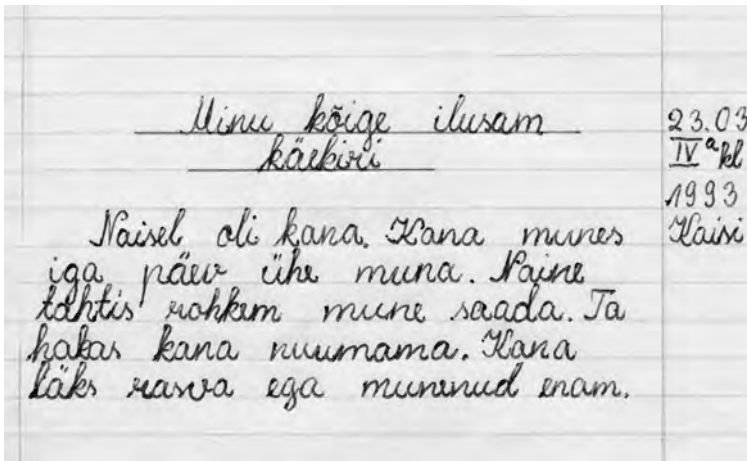 Minu kõige ilusam
käekiri
23.03
IV a kl
1993
Kaisi
Naisel oli kana. Kana munes
iga päev ühe muna. Naine
tahtis rohkem mune saada. Ta
hakas kana nuumama. Kana
läks rasva ega munenud enam.